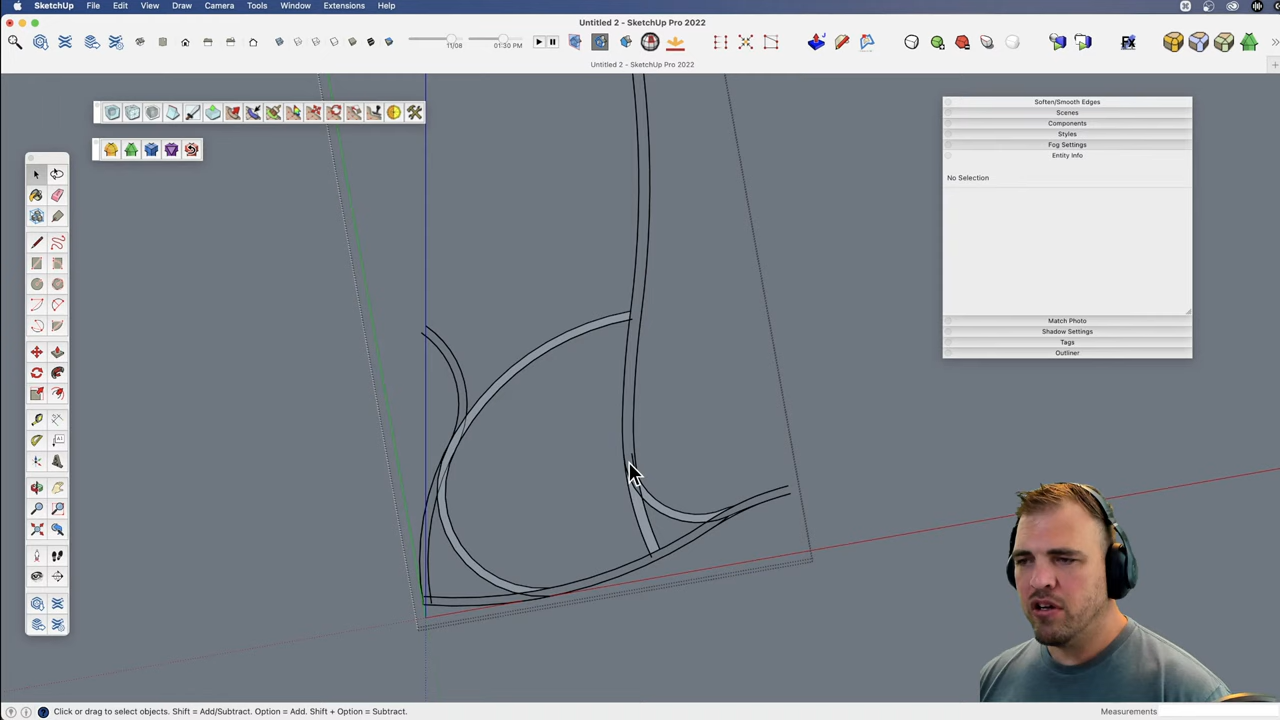 SketchUp File Edit View Draw Camera Tools Window Extensions Help
Untitled 2 - SketchUp Pro 2022
11/08 01:30 PM
Untitled 2 - SketchUp Pro 2022
Soften/Smooth Edges
Scenes
Components
Styles
Fog Settings
Entity Info
No Selection
Match Photo
Shadow Settings
Tags
Outliner
Click or drag to select objects. Shift = Add/Subtract. Option = Add. Shift + Option = Subtract.
Measurements